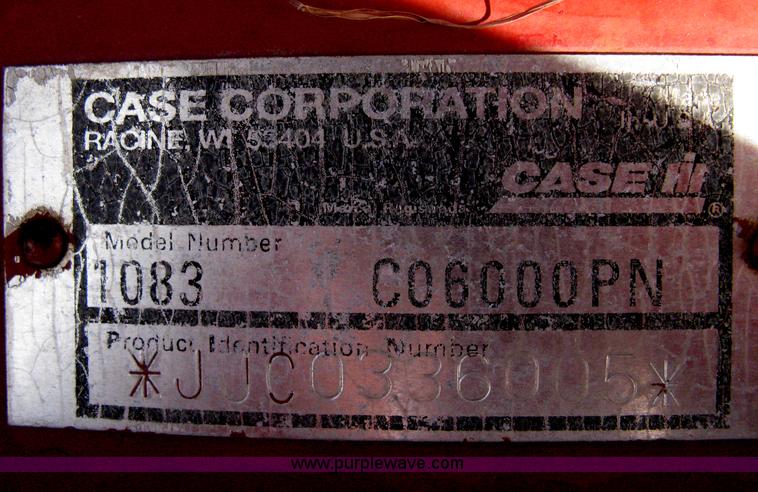 CASE CORPORATION
RACINE, WI 53404 U.S.A.
CASE IH ®
Model Number
1083 C06000PN
Product Identification Number
*JJC0336005*
www.purplewave.com